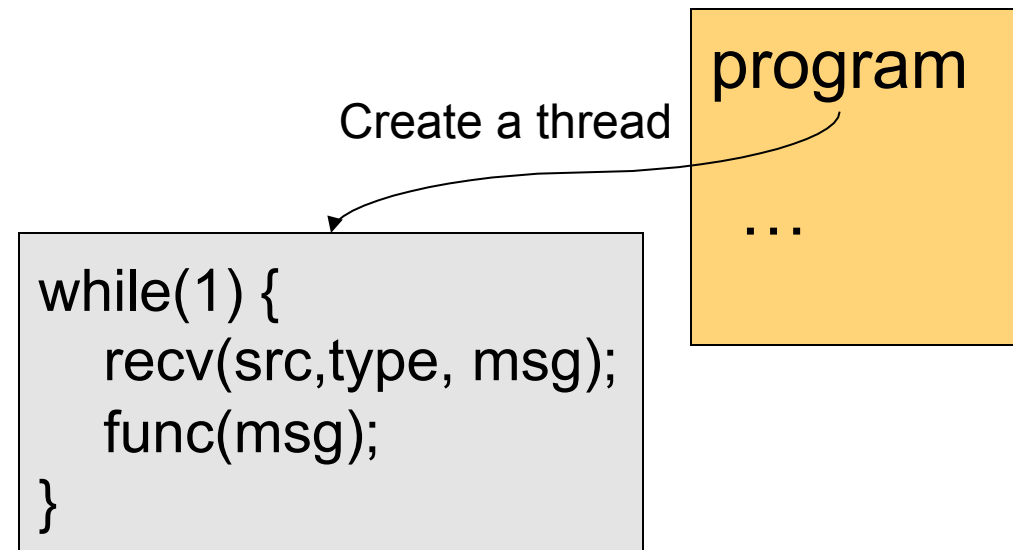 program
Create a thread
…
while(1) {
recv(src,type, msg);
func(msg);
}